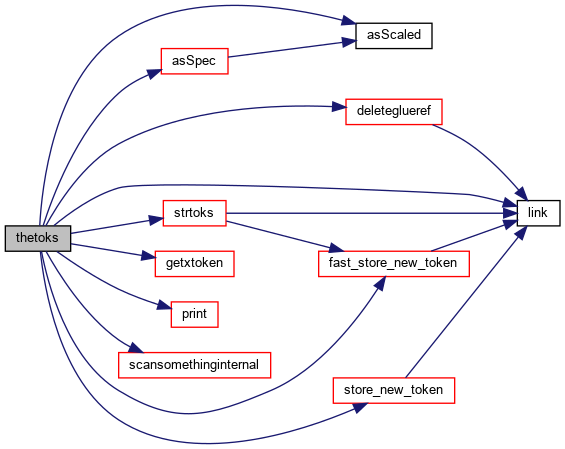 asScaled
asSpec
deleteglueref
strtoks
link
thetoks
getxtoken
fast_store_new_token
print
scansomethinginternal
store_new_token